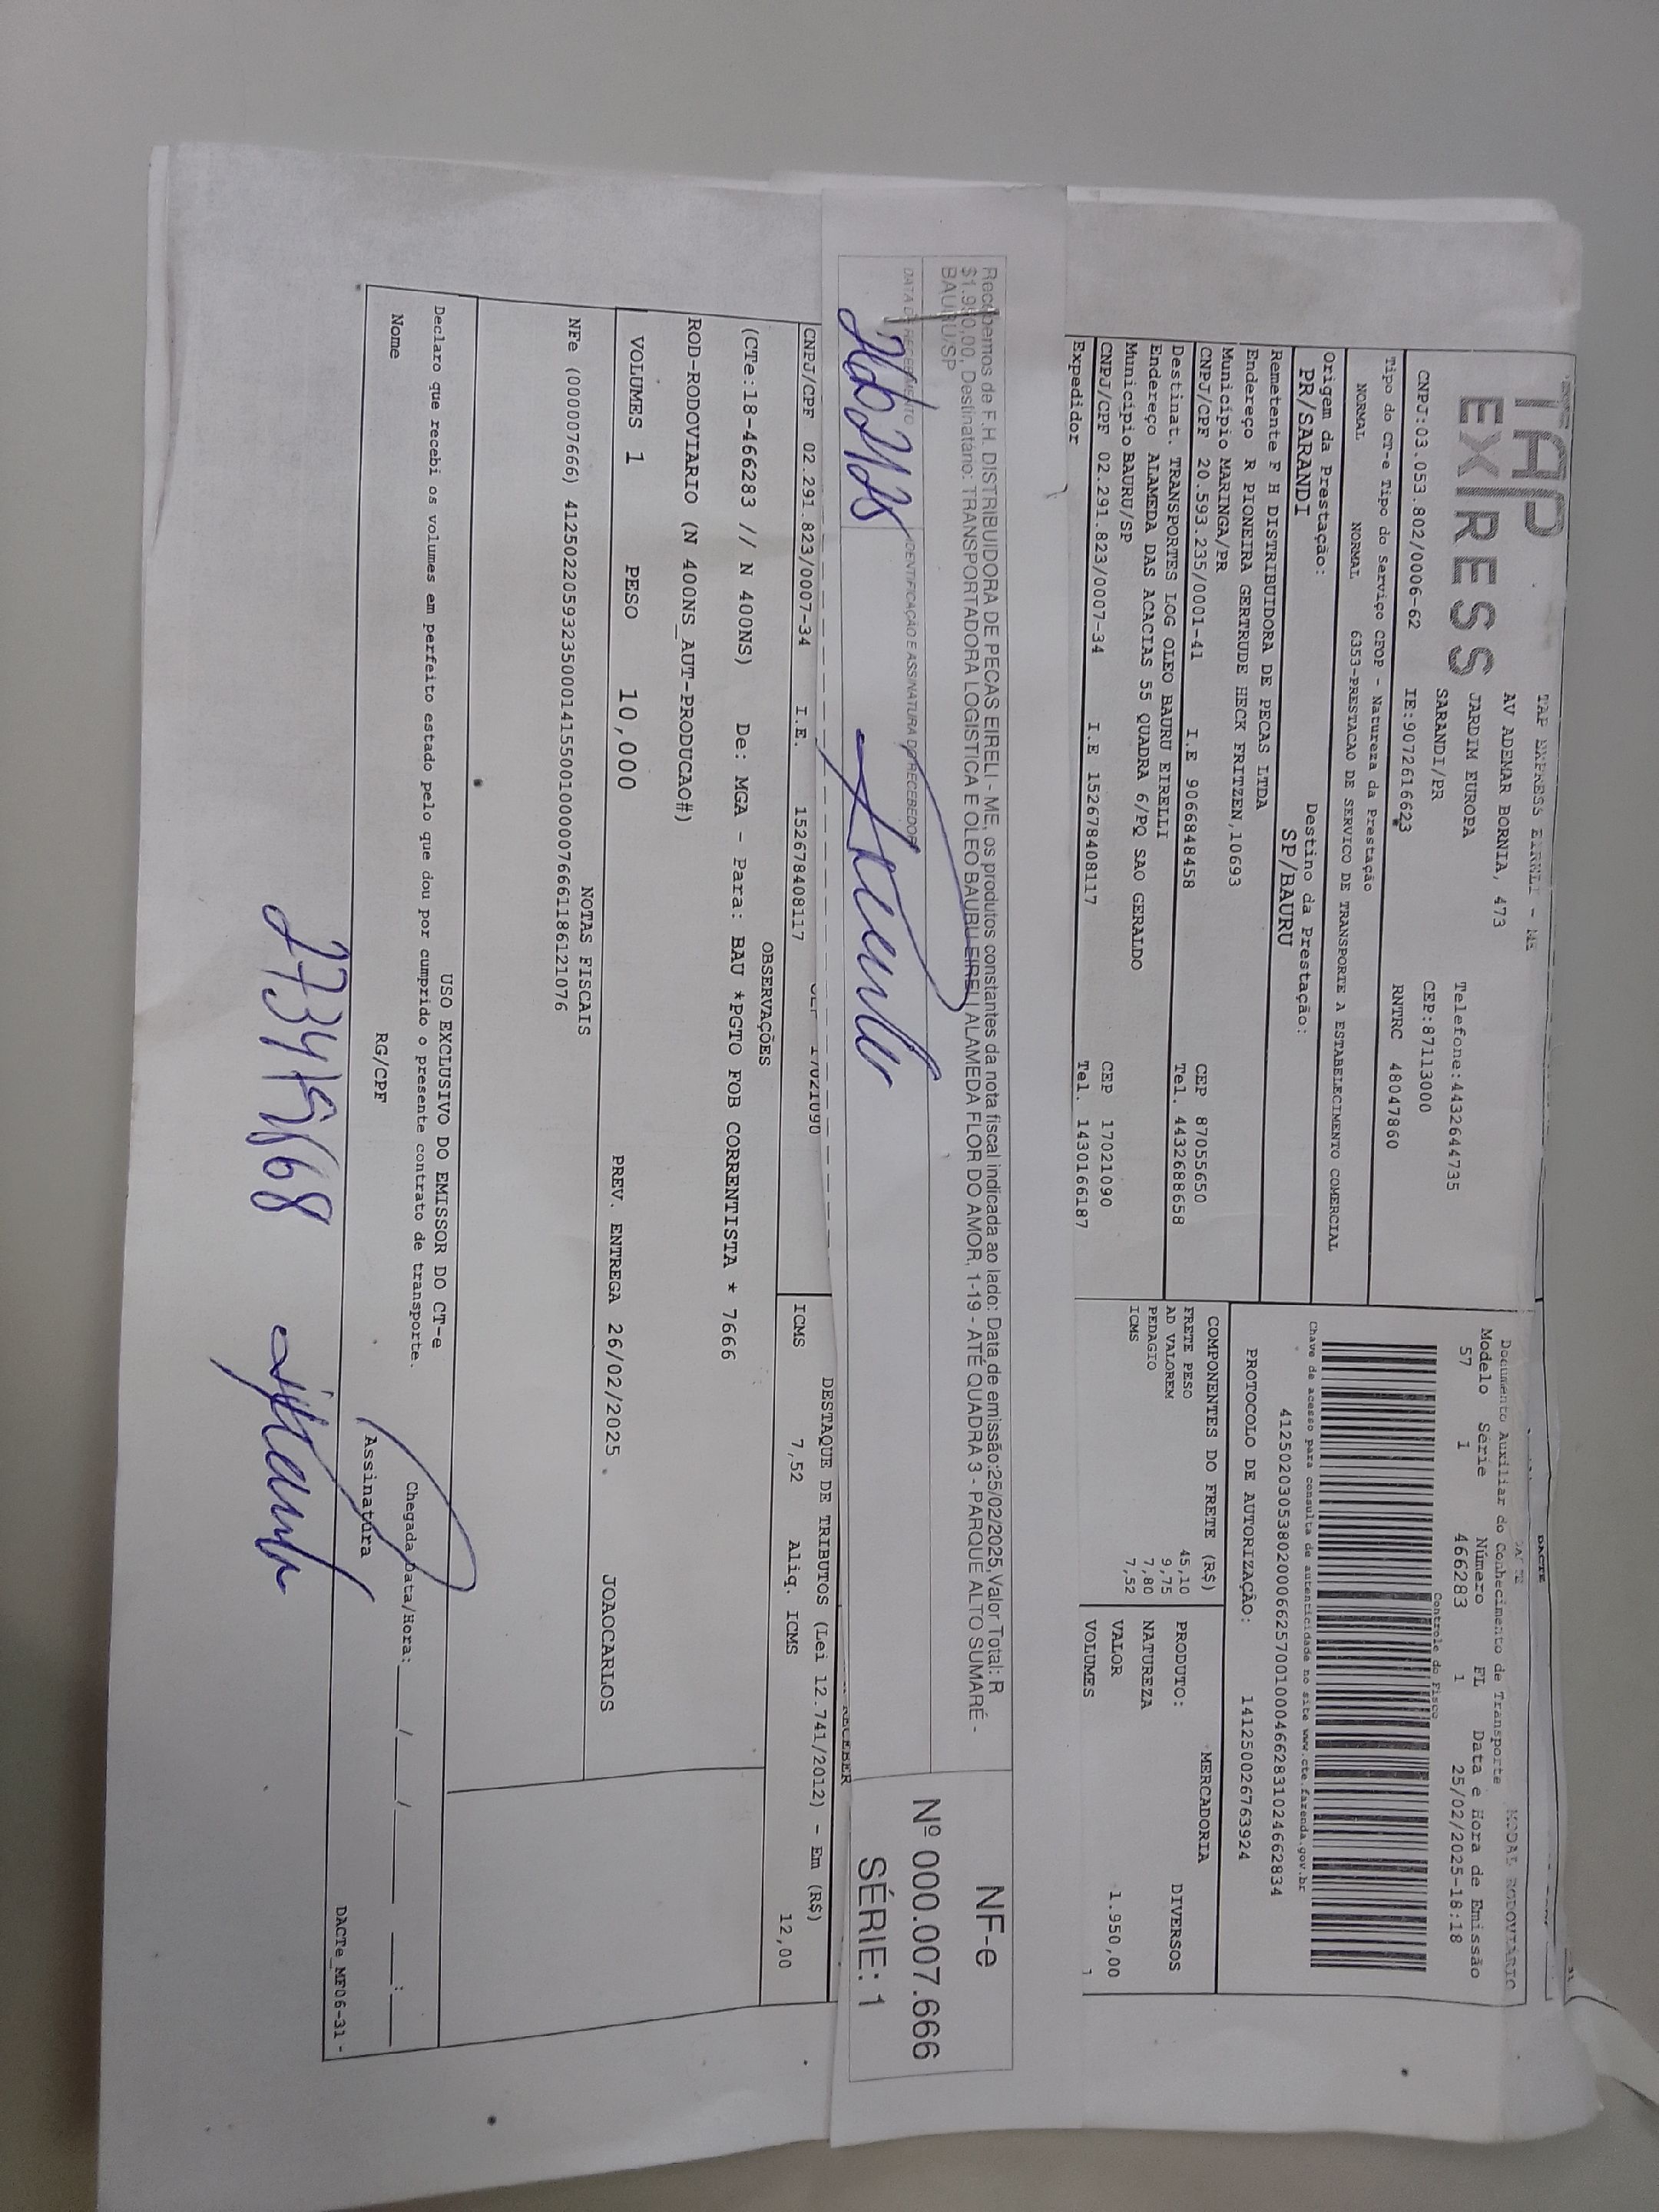 TAP EXPRESS
TAP EXPRESS EIRELI - ME
AV ADEMAR BORNIA, 473
JARDIM EUROPA Telefone:4432644735
SARANDI/PR CEP:87113000
CNPJ:03.053.802/0006-62 IE:9072616623 RNTRC 48047860
Tipo do CT-e Tipo do Serviço CFOP - Natureza da Prestação
NORMAL NORMAL 6353-PRESTACAO DE SERVICO DE TRANSPORTE A ESTABELECIMENTO COMERCIAL
Origem da Prestação: Destino da Prestação:
PR/SARANDI SP/BAURU
Remetente F H DISTRIBUIDORA DE PECAS LTDA
Endereço R PIONEIRA GERTRUDE HECK FRITZEN,10693
Município MARINGA/PR CEP 87055650
CNPJ/CPF 20.593.235/0001-41 I.E 9066848458 Tel. 4432688658
Destinat. TRANSPORTES LOG OLEO BAURU EIRELLI
Endereço ALAMEDA DAS ACACIAS 55 QUADRA 6/PQ SAO GERALDO
Município BAURU/SP CEP 17021090
CNPJ/CPF 02.291.823/0007-34 I.E 152678408117 Tel. 1430166187
Expedidor
DACTE
Documento Auxiliar do Conhecimento de Transporte MODAL RODOVIARIO
Modelo Série Número FL Data e Hora de Emissão
57 1 466283 1 25/02/2025-18:18
Controle do Fisco
Chave de acesso para consulta de autenticidade no site www.cte.fazenda.gov.br
41250203053802000662570010004662831024662834
PROTOCOLO DE AUTORIZAÇÃO: 141250026763924
COMPONENTES DO FRETE (R$)
FRETE PESO 45,10
AD VALOREM 9,75
PEDAGIO 7,80
ICMS 7,52
MERCADORIA
PRODUTO: DIVERSOS
NATUREZA
VALOR 1.950,00
VOLUMES 1
Recebemos de F.H. DISTRIBUIDORA DE PECAS EIRELI - ME, os produtos constantes da nota fiscal indicada ao lado: Data de emissão:25/02/2025,Valor Total: R
$1.950,00, Destinatário: TRANSPORTADORA LOGISTICA E OLEO BAURU EIRELI ALAMEDA FLOR DO AMOR, 1-19 - ATÉ QUADRA 3 - PARQUE ALTO SUMARÉ -
BAURU/SP
DATA DE RECEBIMENTO IDENTIFICAÇÃO E ASSINATURA DO RECEBEDOR
NF-e
Nº 000.007.666
SÉRIE: 1
RECEBER
17021090
CNPJ/CPF 02.291.823/0007-34 I.E. 152678408117
DESTAQUE DE TRIBUTOS (Lei 12.741/2012) - Em (R$)
ICMS 7,52 Aliq. ICMS 12,00
OBSERVAÇÕES
(CTe:18-466283 // N 400NS) De: MGA - Para: BAU *PGTO FOB CORRENTISTA * 7666
ROD-RODOVIARIO (N 400NS_AUT-PRODUCAO#)
VOLUMES 1 PESO 10,000 PREV. ENTREGA 26/02/2025 JOAOCARLOS
NOTAS FISCAIS
NFe (000007666) 41250220593235000141550010000076661186121076
USO EXCLUSIVO DO EMISSOR DO CT-e
Declaro que recebi os volumes em perfeito estado pelo que dou por cumprido o presente contrato de transporte. Chegada Data/Hora:____/____/______ ___:___
Nome RG/CPF Assinatura
DACTe_MF06-31 -